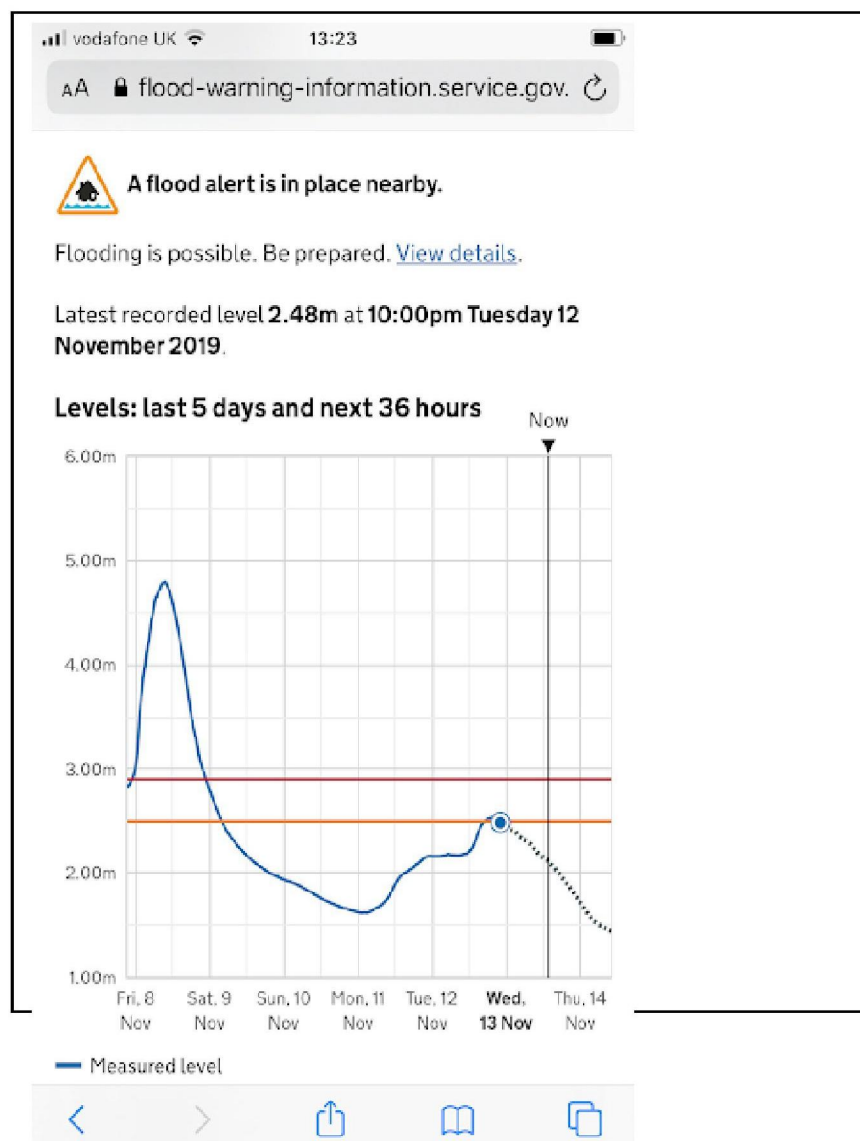 vodafone UK 13:23
AA flood-warning-information.service.gov.
A flood alert is in place nearby.
Flooding is possible. Be prepared. View details.
Latest recorded level 2.48m at 10:00pm Tuesday 12
November 2019.
Levels: last 5 days and next 36 hours
Now
6.00m
5.00m
4.00m
3.00m
2.00m
1.00m
Fri, 8 Sat, 9 Sun, 10 Mon, 11 Tue, 12 Wed, Thu, 14
Nov Nov Nov Nov Nov 13 Nov Nov
Measured level